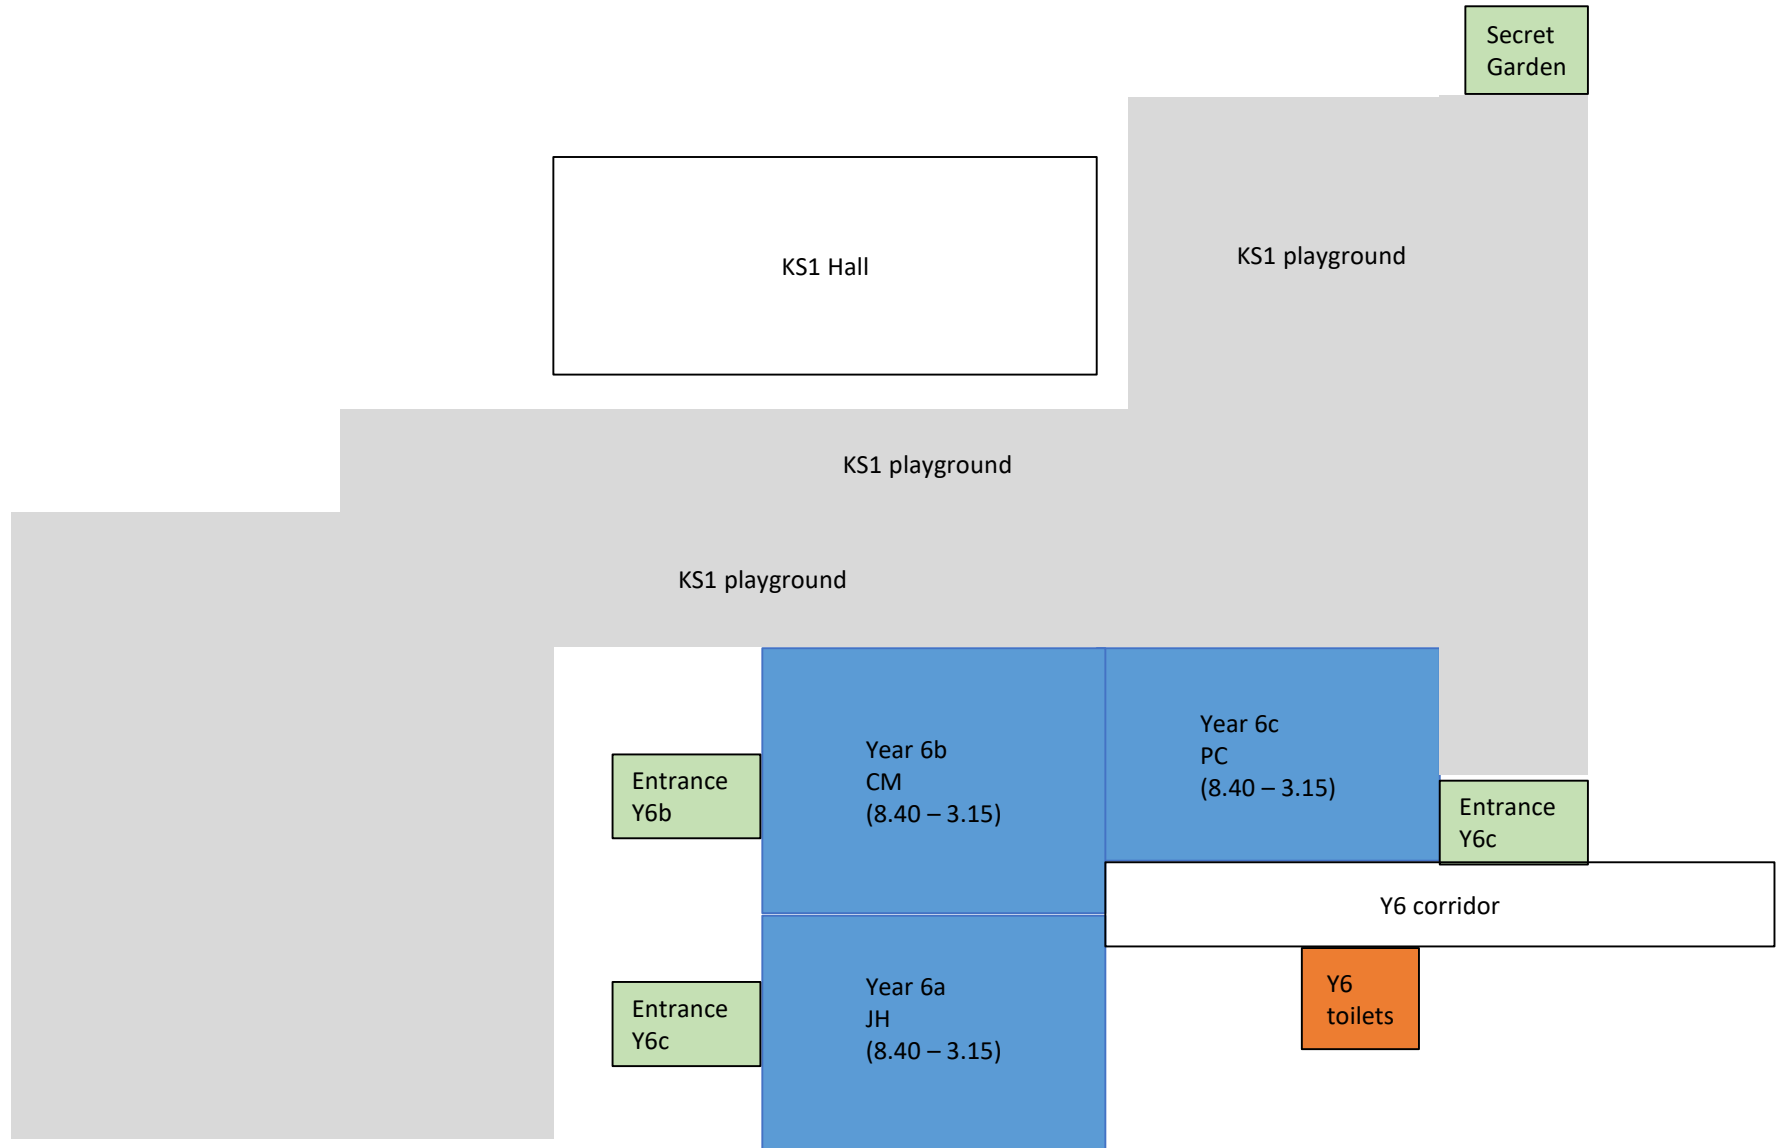 Secret
Garden
KS1 playground
KS1 Hall
KS1 playground
KS1 playground
Year 6b
CM
(8.40 – 3.15)
Year 6c
PC
(8.40 – 3.15)
Entrance
Y6b
Entrance
Y6c
Y6 corridor
Year 6a
JH
(8.40 – 3.15)
Entrance
Y6c
Y6
toilets